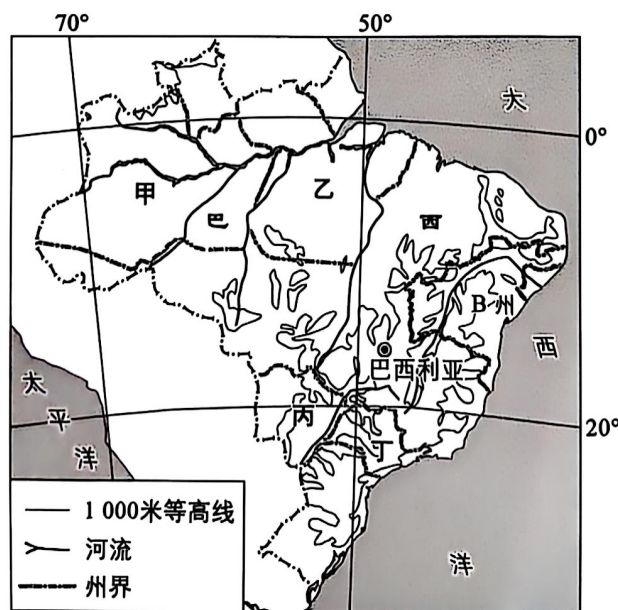 70°
50°
大
0°
甲
巴
乙
西
B 州
西
巴西利亚
太
平
洋
丙
丁
20°
洋
1 000米等高线
河流
州界